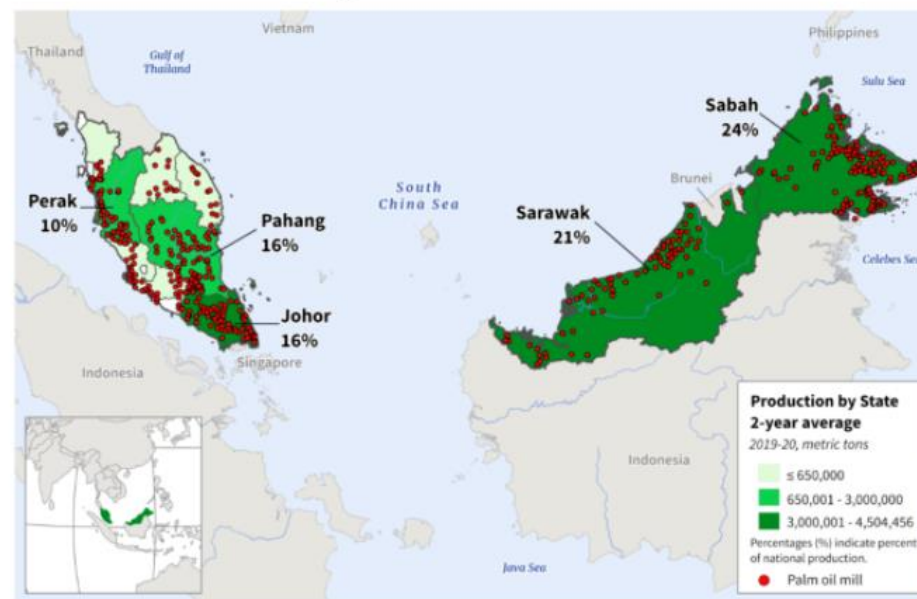 Thailand
Gulf of
Thailand
Vietnam
Philippines
Sulu Sea
Sabah
24%
Brunei
South
China Sea
Sarawak
21%
Celebes Se
Perak
10%
Pahang
16%
Johor
16%
Singapore
Indonesia
Indonesia
Java Sea
Production by State
2-year average
2019-20, metric tons
≤ 650,000
650,001 - 3,000,000
3,000,001 - 4,504,456
Percentages (%) indicate percent
of national production.
Palm oil mill